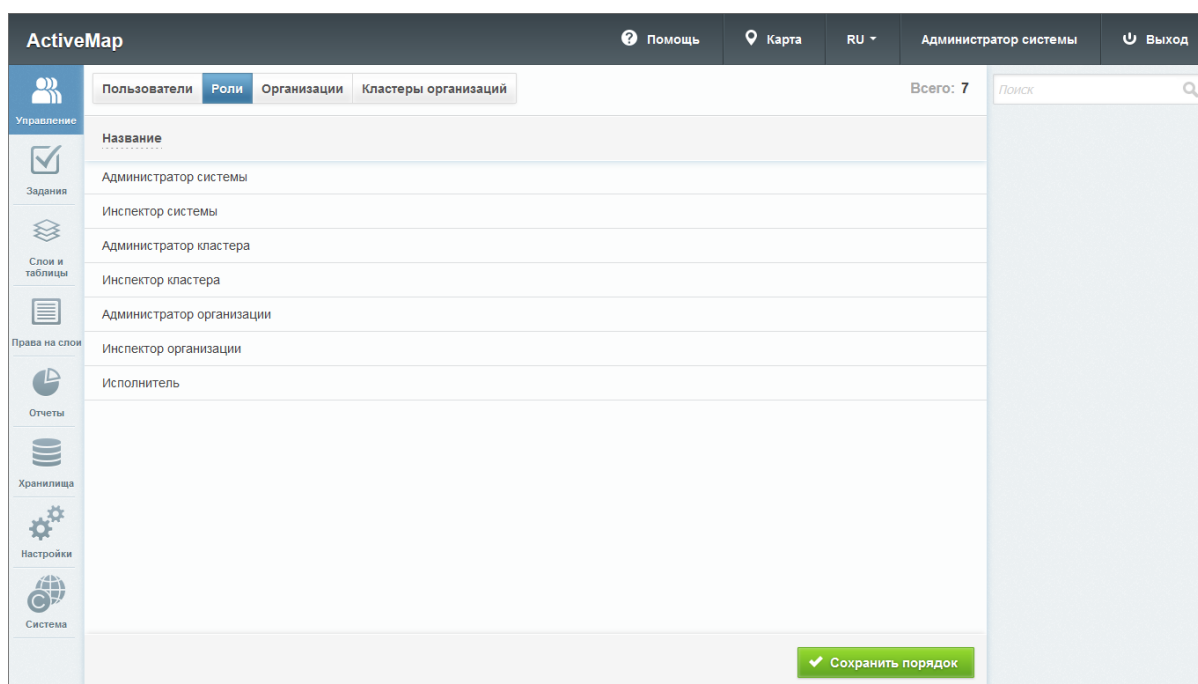 ActiveMap
Помощь
Карта
RU
Администратор системы
Выход
Управление
Задания
Слои и
таблицы
Права на слои
Отчеты
Хранилища
Настройки
Система
Пользователи
Роли
Организации
Кластеры организаций
Всего: 7
Поиск
Название
Администратор системы
Инспектор системы
Администратор кластера
Инспектор кластера
Администратор организации
Инспектор организации
Исполнитель
Сохранить порядок